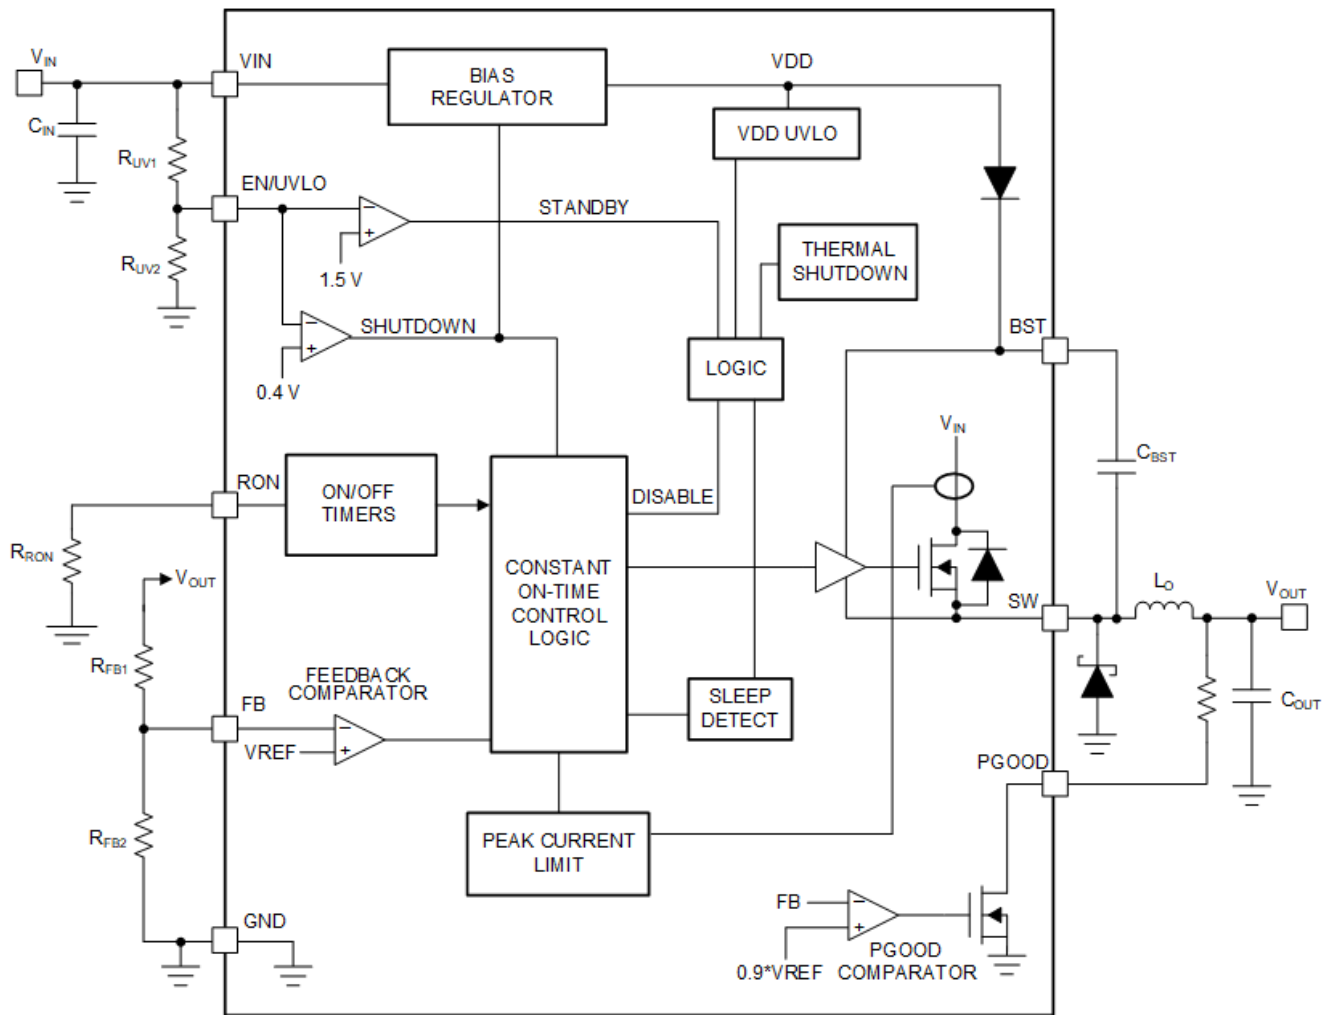 VIN
VIN
BIAS
REGULATOR
VDD
CIN
VDD UVLO
RUV1
EN/UVLO
STANDBY
THERMAL
SHUTDOWN
RUV2
1.5 V
SHUTDOWN
BST
LOGIC
0.4 V
VIN
CBST
RON
ON/OFF
TIMERS
DISABLE
RRON
CONSTANT
ON-TIME
CONTROL
LOGIC
VOUT
LO
VOUT
SW
RFB1
FEEDBACK
COMPARATOR
SLEEP
DETECT
COUT
FB
VREF
PGOOD
RFB2
PEAK CURRENT
LIMIT
GND
FB
PGOOD
COMPARATOR
0.9*VREF